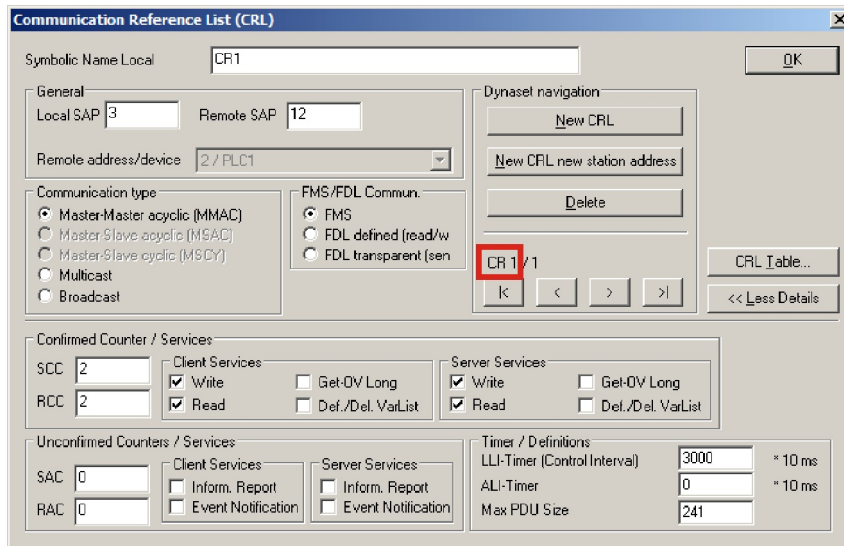 Communication Reference List (CRL)
Symbolic Name Local CR1 OK
General
Local SAP 3 Remote SAP 12
Remote address/device 2 / PLC1
Dynaset navigation
New CRL
New CRL new station address
Delete
CR 1 / 1
|< < > >|
CRL Table...
<< Less Details
Communication type
Master-Master acyclic (MMAC)
Master-Slave acyclic (MSAC)
Master-Slave cyclic (MSCY)
Multicast
Broadcast
FMS/FDL Commun.
FMS
FDL defined (read/w
FDL transparent (sen
Confirmed Counter / Services
SCC 2
RCC 2
Client Services
Write Get-OV Long
Read Def./Del. VarList
Server Services
Write Get-OV Long
Read Def./Del. VarList
Unconfirmed Counters / Services
SAC 0
RAC 0
Client Services
Inform. Report
Event Notification
Server Services
Inform. Report
Event Notification
Timer / Definitions
LLI-Timer (Control Interval) 3000 * 10 ms
ALI-Timer 0 * 10 ms
Max PDU Size 241